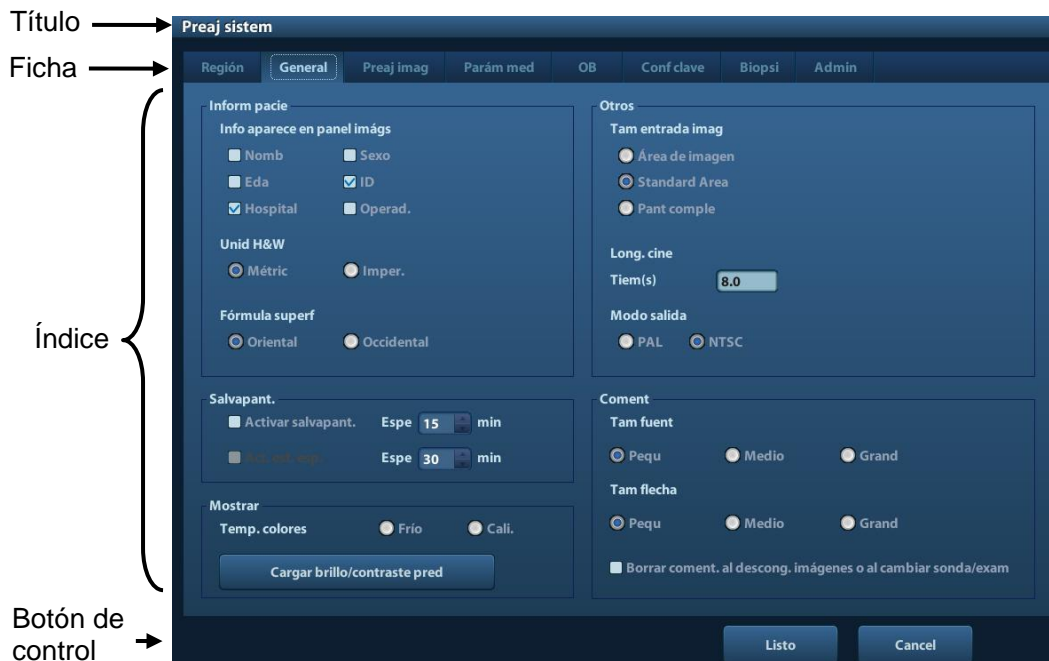 Título
Preaj sistem
Ficha
Región General Preaj imag Parám med OB Conf clave Biopsi Admin
Índice
Inform pacie
Info aparece en panel imágs
Nomb Sexo
Eda ID
Hospital Operad.
Unid H&W
Métric Imper.
Fórmula superf
Oriental Occidental
Salvapant.
Activar salvapant. Espe 15 min
Espe 30 min
Mostrar
Temp. colores Frío Cali.
Cargar brillo/contraste pred
Otros
Tam entrada imag
Área de imagen
Standard Area
Pant comple
Long. cine
Tiem(s) 8.0
Modo salida
PAL NTSC
Coment
Tam fuent
Pequ Medio Grand
Tam flecha
Pequ Medio Grand
Borrar coment. al descong. imágenes o al cambiar sonda/exam
Botón de
control
Listo Cancel